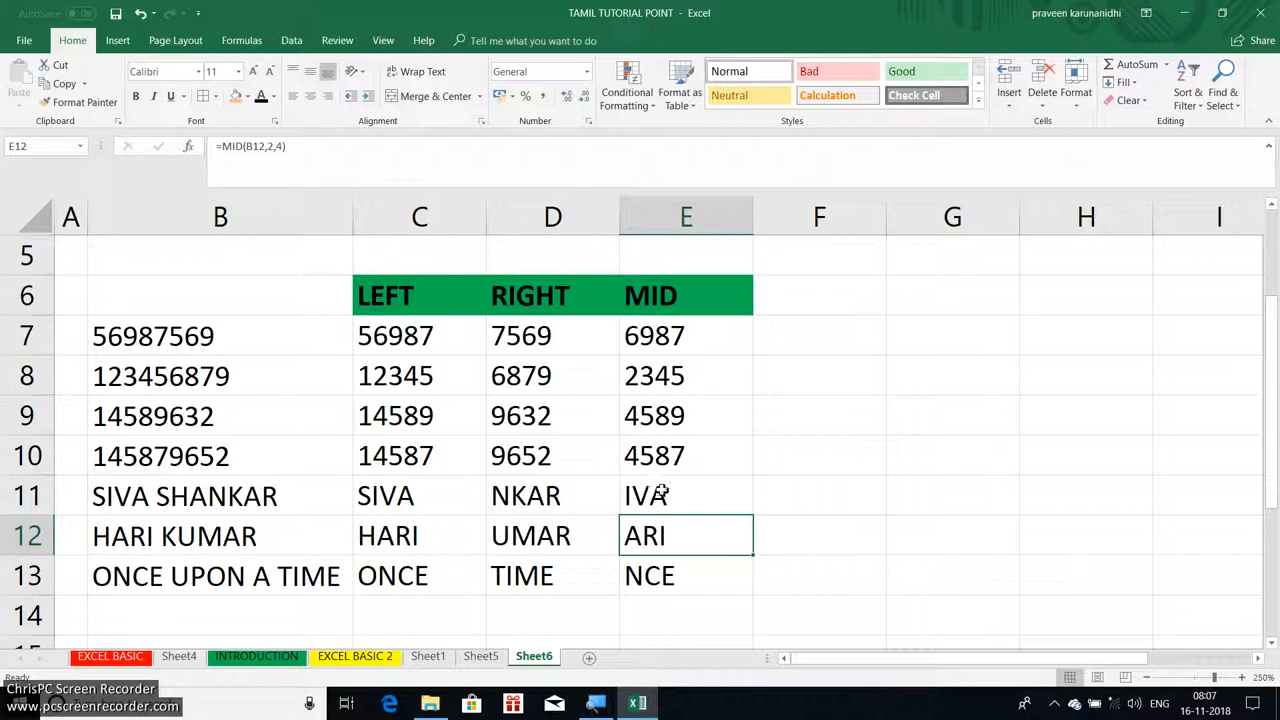 AutoSave Off
TAMIL TUTORIAL POINT - Excel
praveen karunanidhi
File Home Insert Page Layout Formulas Data Review View Help Tell me what you want to do Share
Paste Cut Copy Format Painter
Clipboard
Calibri 11
B I U A
Font
Wrap Text
Merge & Center
Alignment
General
%
Number
Conditional Formatting Format as Table
Normal Bad Good
Neutral Calculation Check Cell
Styles
Insert Delete Format
Cells
AutoSum
Fill
Clear
Sort & Filter Find & Select
Editing
E12 fx =MID(B12,2,4)
A B C D E F G H I
5
6 LEFT RIGHT MID
7 56987569 56987 7569 6987
8 123456879 12345 6879 2345
9 14589632 14589 9632 4589
10 145879652 14587 9652 4587
11 SIVA SHANKAR SIVA NKAR IVA
12 HARI KUMAR HARI UMAR ARI
13 ONCE UPON A TIME ONCE TIME NCE
14
EXCEL BASIC Sheet4 INTRODUCTION EXCEL BASIC 2 Sheet1 Sheet5 Sheet6
Ready 250%
ChrisPC Screen Recorder
www.pcscreenrecorder.com
ENG 08:07
16-11-2018